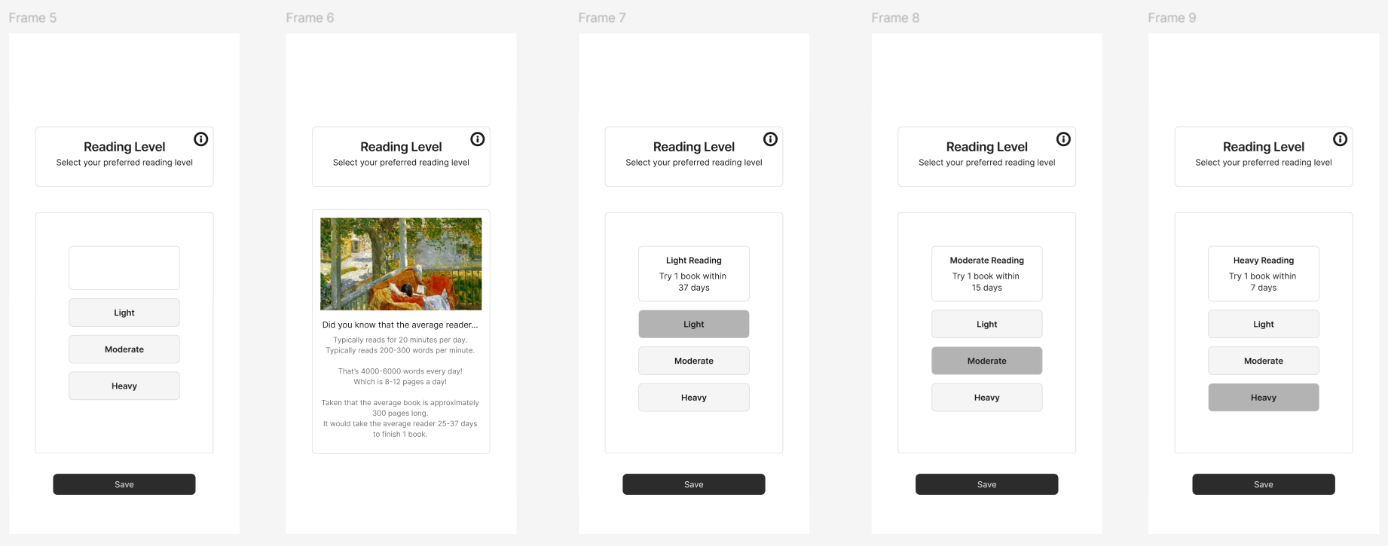 Frame 5
Reading Level
Select your preferred reading level
Light
Moderate
Heavy
Save
Frame 6
Reading Level
Select your preferred reading level
Did you know that the average reader...
Typically reads for 20 minutes per day.
Typically reads 200-300 words per minute.
That's 4000-6000 words every day!
Which is 8-12 pages a day!
Taken that the average book is approximately
300 pages long.
It would take the average reader 25-37 days
to finish 1 book.
Frame 7
Reading Level
Select your preferred reading level
Light Reading
Try 1 book within
37 days
Light
Moderate
Heavy
Save
Frame 8
Reading Level
Select your preferred reading level
Moderate Reading
Try 1 book within
15 days
Light
Moderate
Heavy
Save
Frame 9
Reading Level
Select your preferred reading level
Heavy Reading
Try 1 book within
7 days
Light
Moderate
Heavy
Save